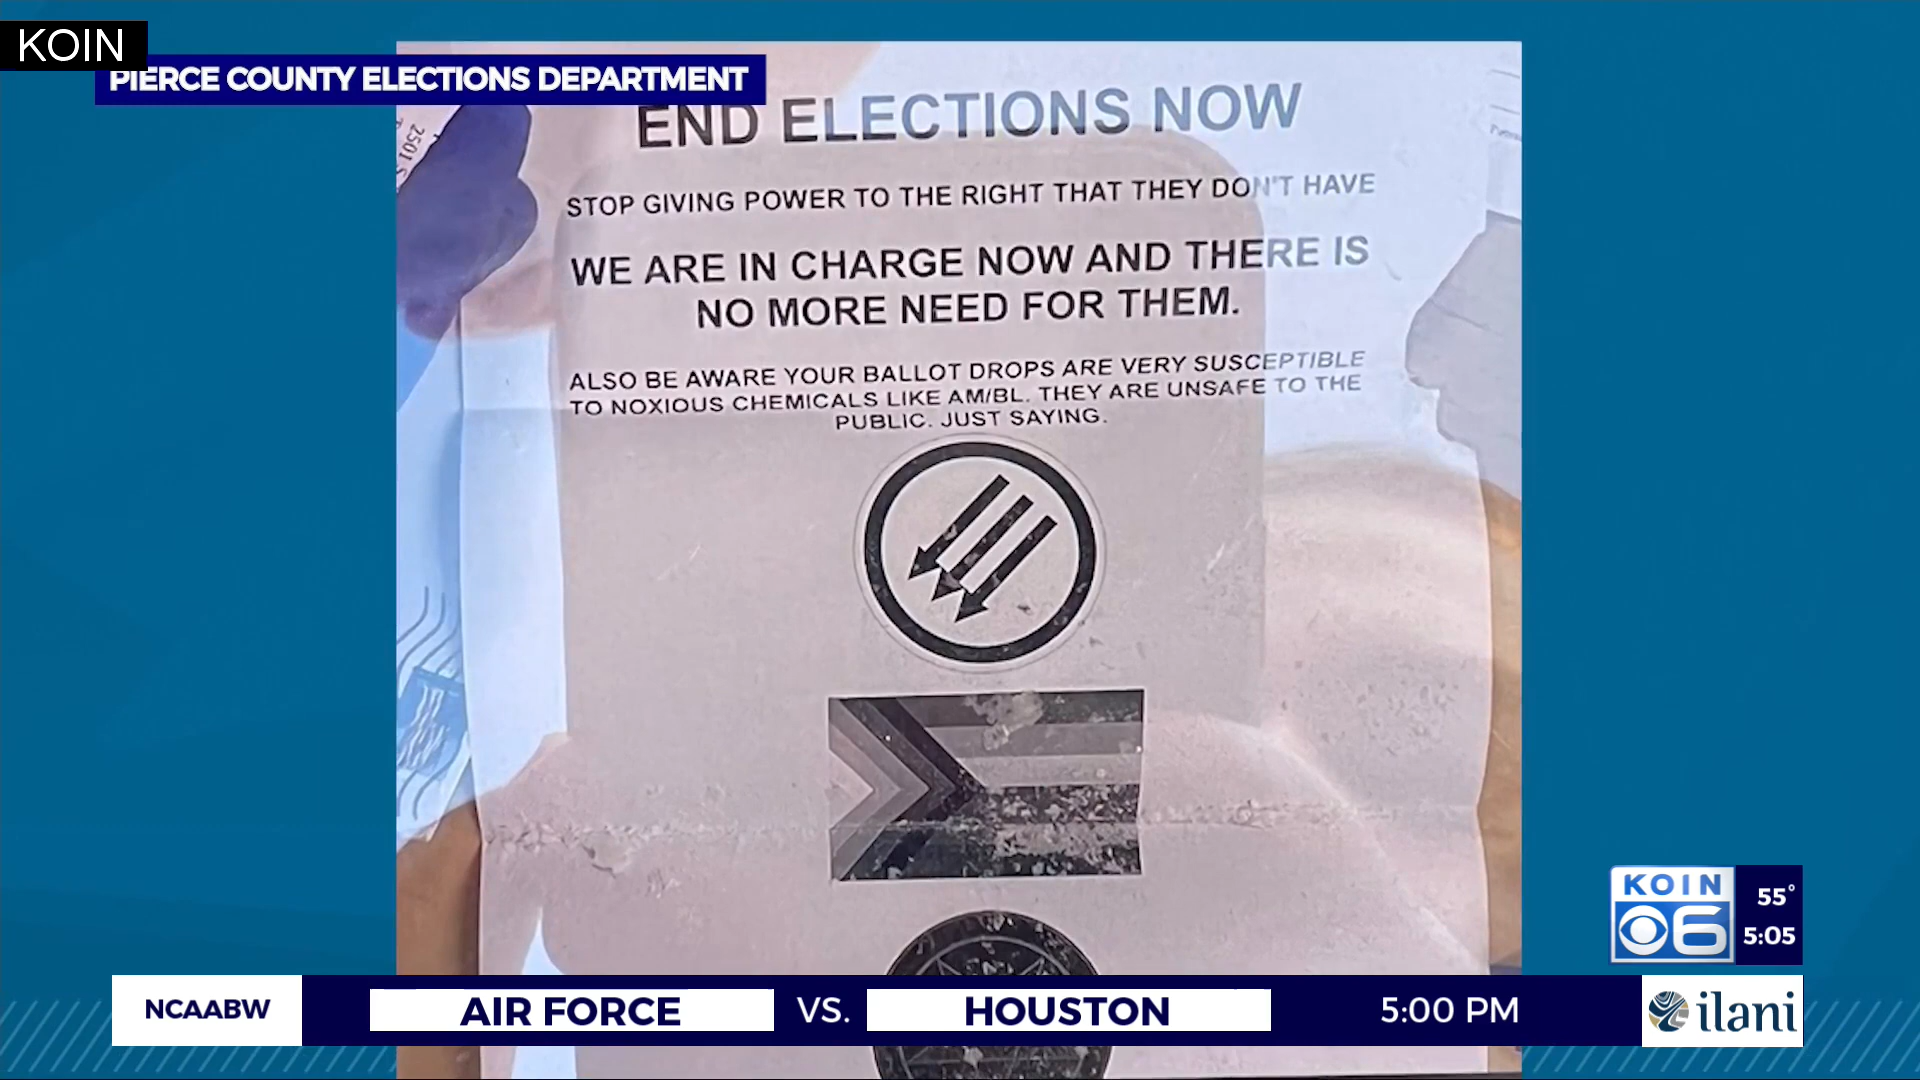 KOIN
PIERCE COUNTY ELECTIONS DEPARTMENT
2501 S
END ELECTIONS NOW
STOP GIVING POWER TO THE RIGHT THAT THEY DON'T HAVE
WE ARE IN CHARGE NOW AND THERE IS
NO MORE NEED FOR THEM.
ALSO BE AWARE YOUR BALLOT DROPS ARE VERY SUSCEPTIBLE
TO NOXIOUS CHEMICALS LIKE AM/BL. THEY ARE UNSAFE TO THE
PUBLIC. JUST SAYING.
KOIN
6
55°
5:05
NCAABW
AIR FORCE
VS.
HOUSTON
5:00 PM
ilani